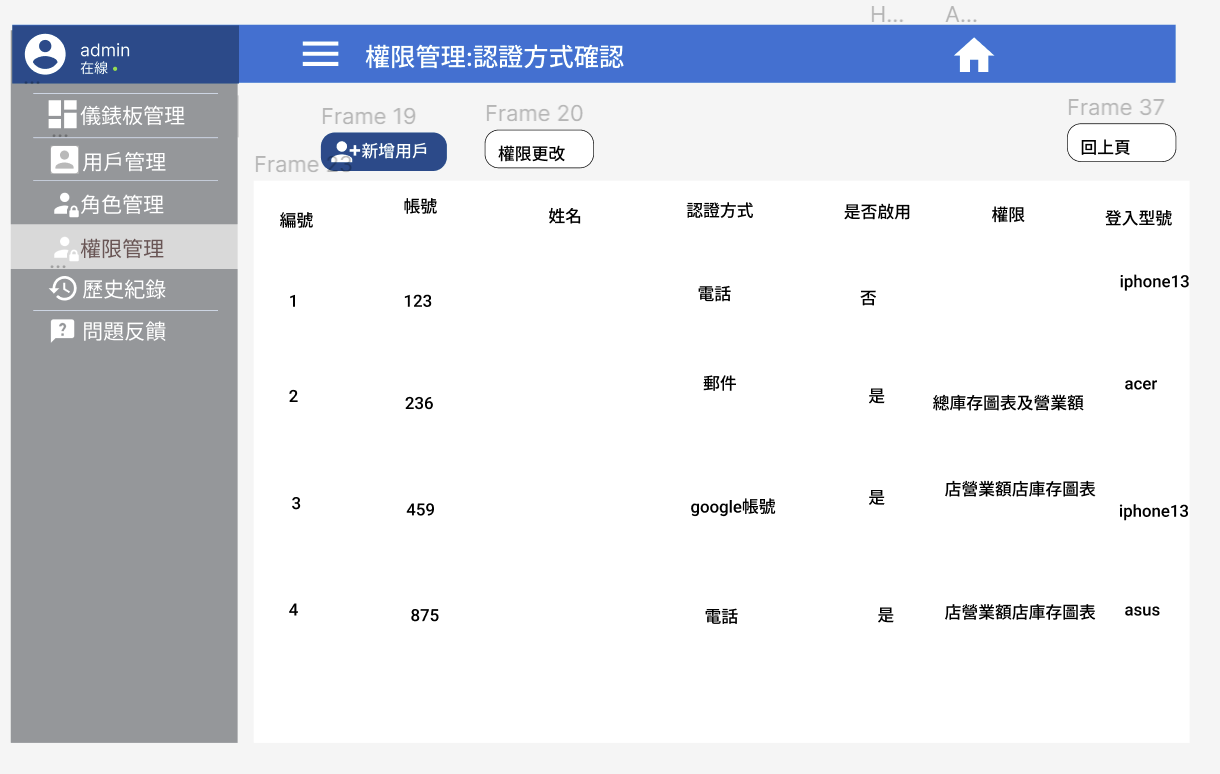 H... A...
admin
在線
權限管理:認證方式確認
儀錶板管理
用戶管理
角色管理
權限管理
歷史紀錄
問題反饋
Frame 19 Frame 20 Frame 37
新增用戶 權限更改 回上頁
Frame 23
編號 帳號 姓名 認證方式 是否啟用 權限 登入型號
1 123 電話 否 iphone13
2 236 郵件 是 總庫存圖表及營業額 acer
3 459 google帳號 是 店營業額店庫存圖表 iphone13
4 875 電話 是 店營業額店庫存圖表 asus